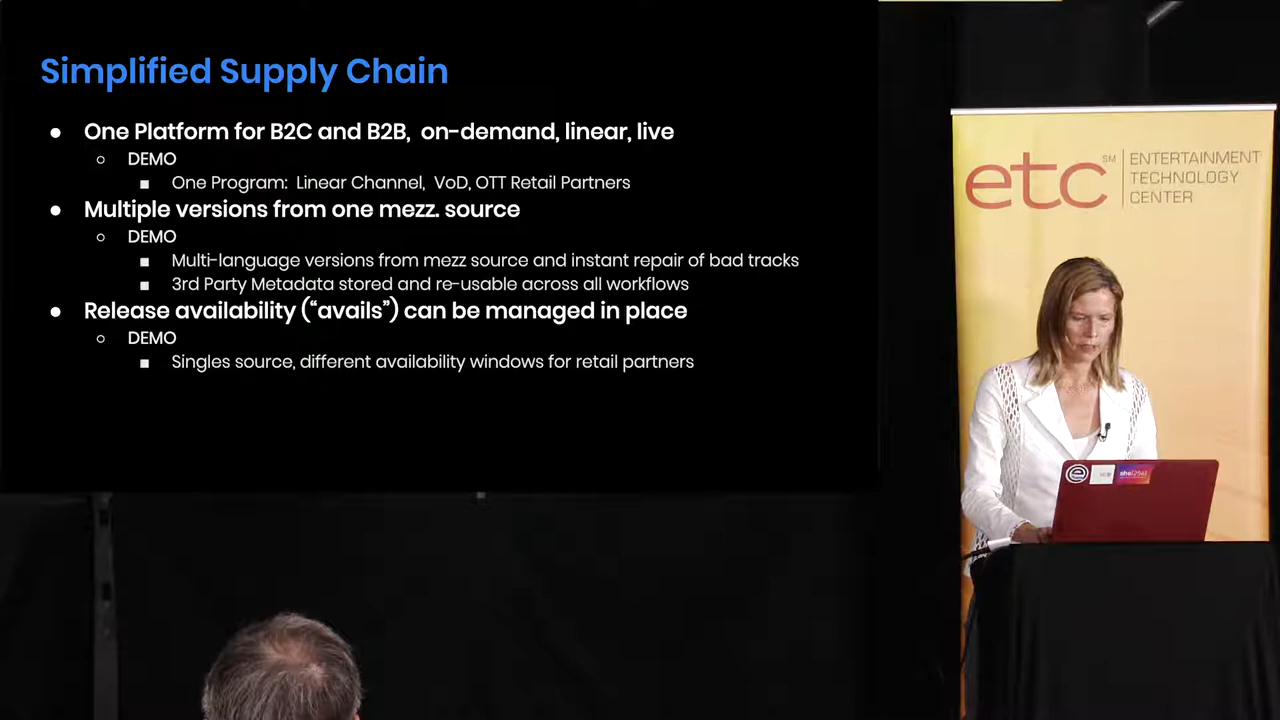 Simplified Supply Chain
● One Platform for B2C and B2B, on-demand, linear, live
○ DEMO
■ One Program: Linear Channel, VoD, OTT Retail Partners
● Multiple versions from one mezz. source
○ DEMO
■ Multi-language versions from mezz source and instant repair of bad tracks
■ 3rd Party Metadata stored and re-usable across all workflows
● Release availability (“avails”) can be managed in place
○ DEMO
■ Singles source, different availability windows for retail partners
etc SM
ENTERTAINMENT
TECHNOLOGY
CENTER